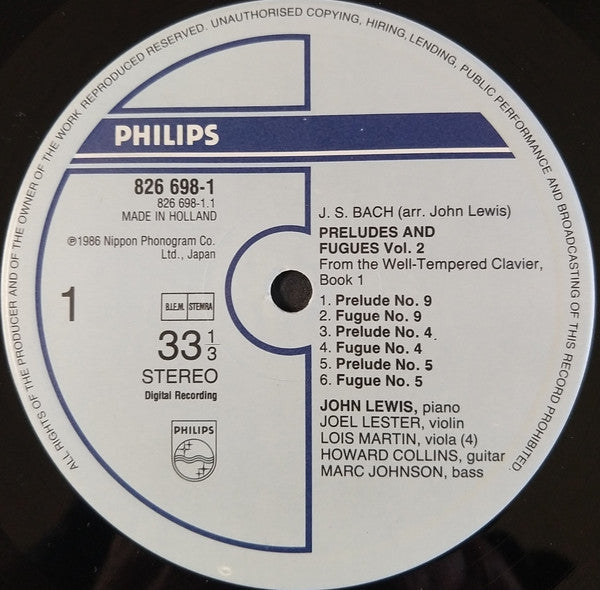 ALL RIGHTS OF THE PRODUCER AND OF THE OWNER OF THE WORK REPRODUCED RESERVED. UNAUTHORISED COPYING, HIRING, LENDING, PUBLIC PERFORMANCE AND BROADCASTING OF THIS RECORD PROHIBITED.
PHILIPS
826 698-1
826 698-1.1
MADE IN HOLLAND
℗1986 Nippon Phonogram Co.
Ltd., Japan
1
B.I.E.M. STEMRA
33 1/3
STEREO
Digital Recording
PHILIPS
J. S. BACH (arr. John Lewis)
PRELUDES AND
FUGUES Vol. 2
From the Well-Tempered Clavier,
Book 1
1. Prelude No. 9
2. Fugue No. 9
3. Prelude No. 4
4. Fugue No. 4
5. Prelude No. 5
6. Fugue No. 5
JOHN LEWIS, piano
JOEL LESTER, violin
LOIS MARTIN, viola (4)
HOWARD COLLINS, guitar
MARC JOHNSON, bass